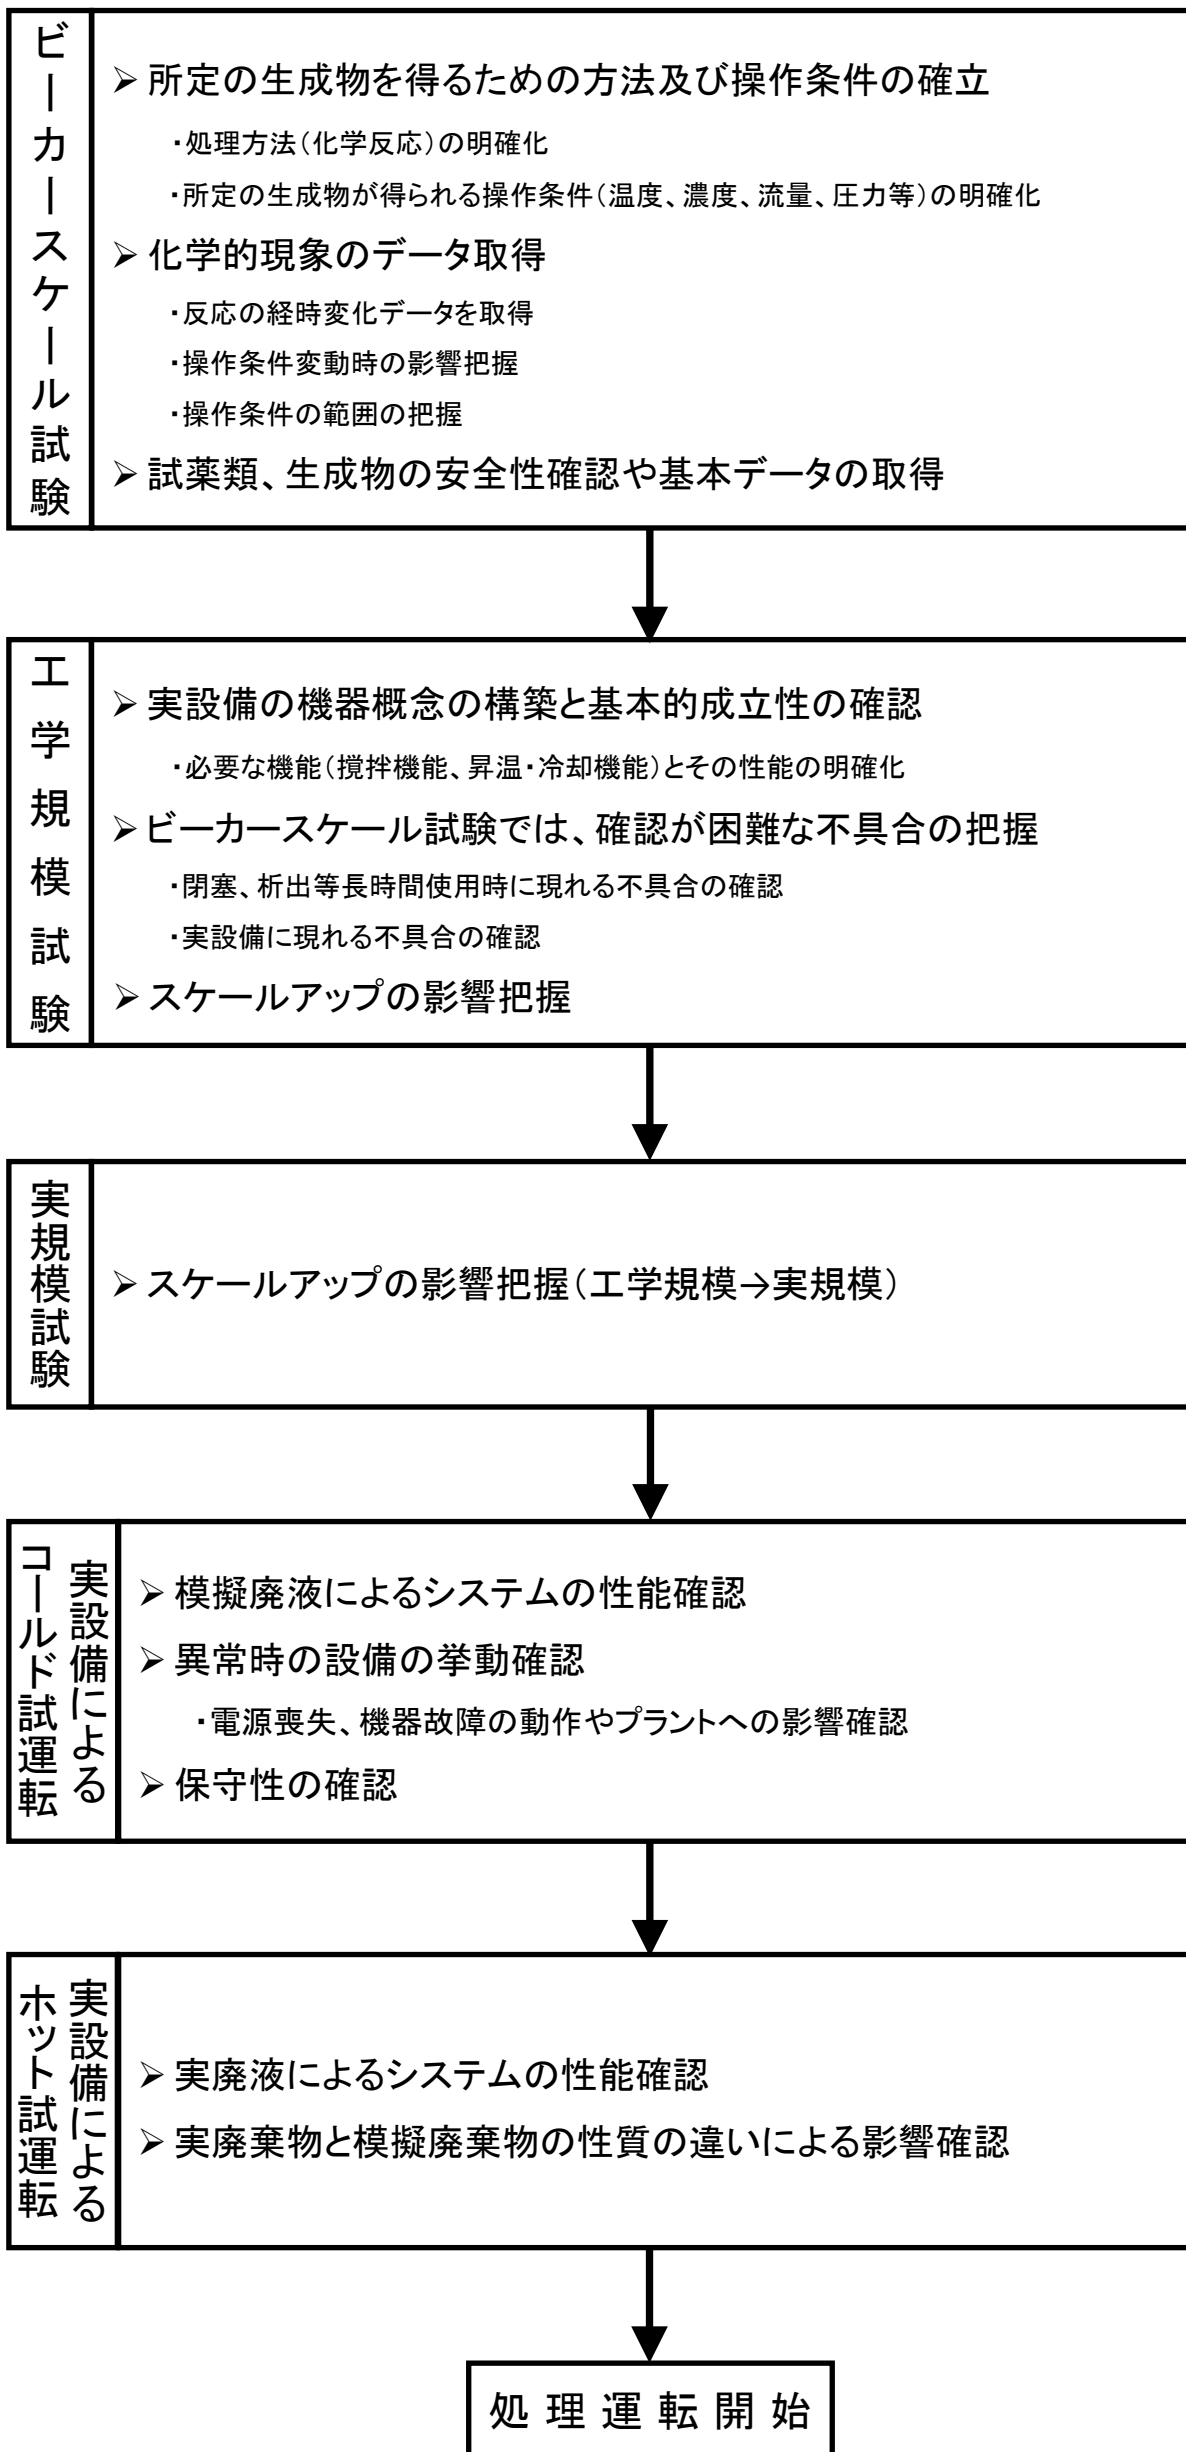 ビーカースケール試験
➢ 所定の生成物を得るための方法及び操作条件の確立
・処理方法(化学反応)の明確化
・所定の生成物が得られる操作条件(温度、濃度、流量、圧力等)の明確化
➢ 化学的現象のデータ取得
・反応の経時変化データを取得
・操作条件変動時の影響把握
・操作条件の範囲の把握
➢ 試薬類、生成物の安全性確認や基本データの取得
工学規模試験
➢ 実設備の機器概念の構築と基本的成立性の確認
・必要な機能(撹拌機能、昇温・冷却機能)とその性能の明確化
➢ ビーカースケール試験では、確認が困難な不具合の把握
・閉塞、析出等長時間使用時に現れる不具合の確認
・実設備に現れる不具合の確認
➢ スケールアップの影響把握
実規模試験
➢ スケールアップの影響把握(工学規模→実規模)
実設備による
コールド試運転
➢ 模擬廃液によるシステムの性能確認
➢ 異常時の設備の挙動確認
・電源喪失、機器故障の動作やプラントへの影響確認
➢ 保守性の確認
実設備による
ホット試運転
➢ 実廃液によるシステムの性能確認
➢ 実廃棄物と模擬廃棄物の性質の違いによる影響確認
処理運転開始